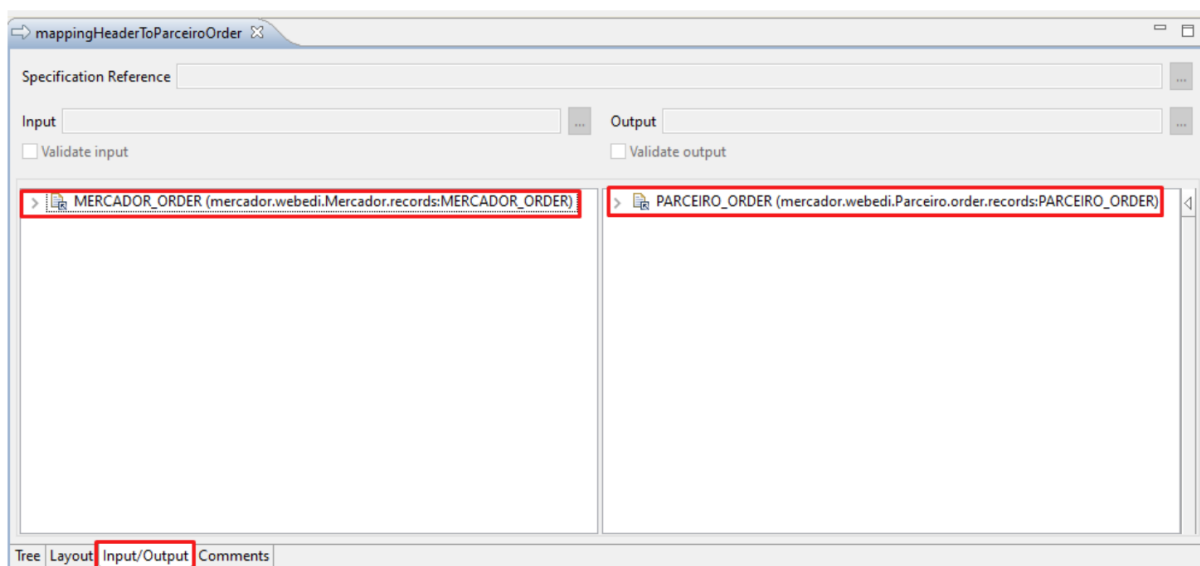 mappingHeaderToParceiroOrder
Specification Reference ...
Input ... Output ...
Validate input Validate output
MERCADOR_ORDER (mercador.webedi.Mercador.records:MERCADOR_ORDER) PARCEIRO_ORDER (mercador.webedi.Parceiro.order.records:PARCEIRO_ORDER)
Tree Layout Input/Output Comments